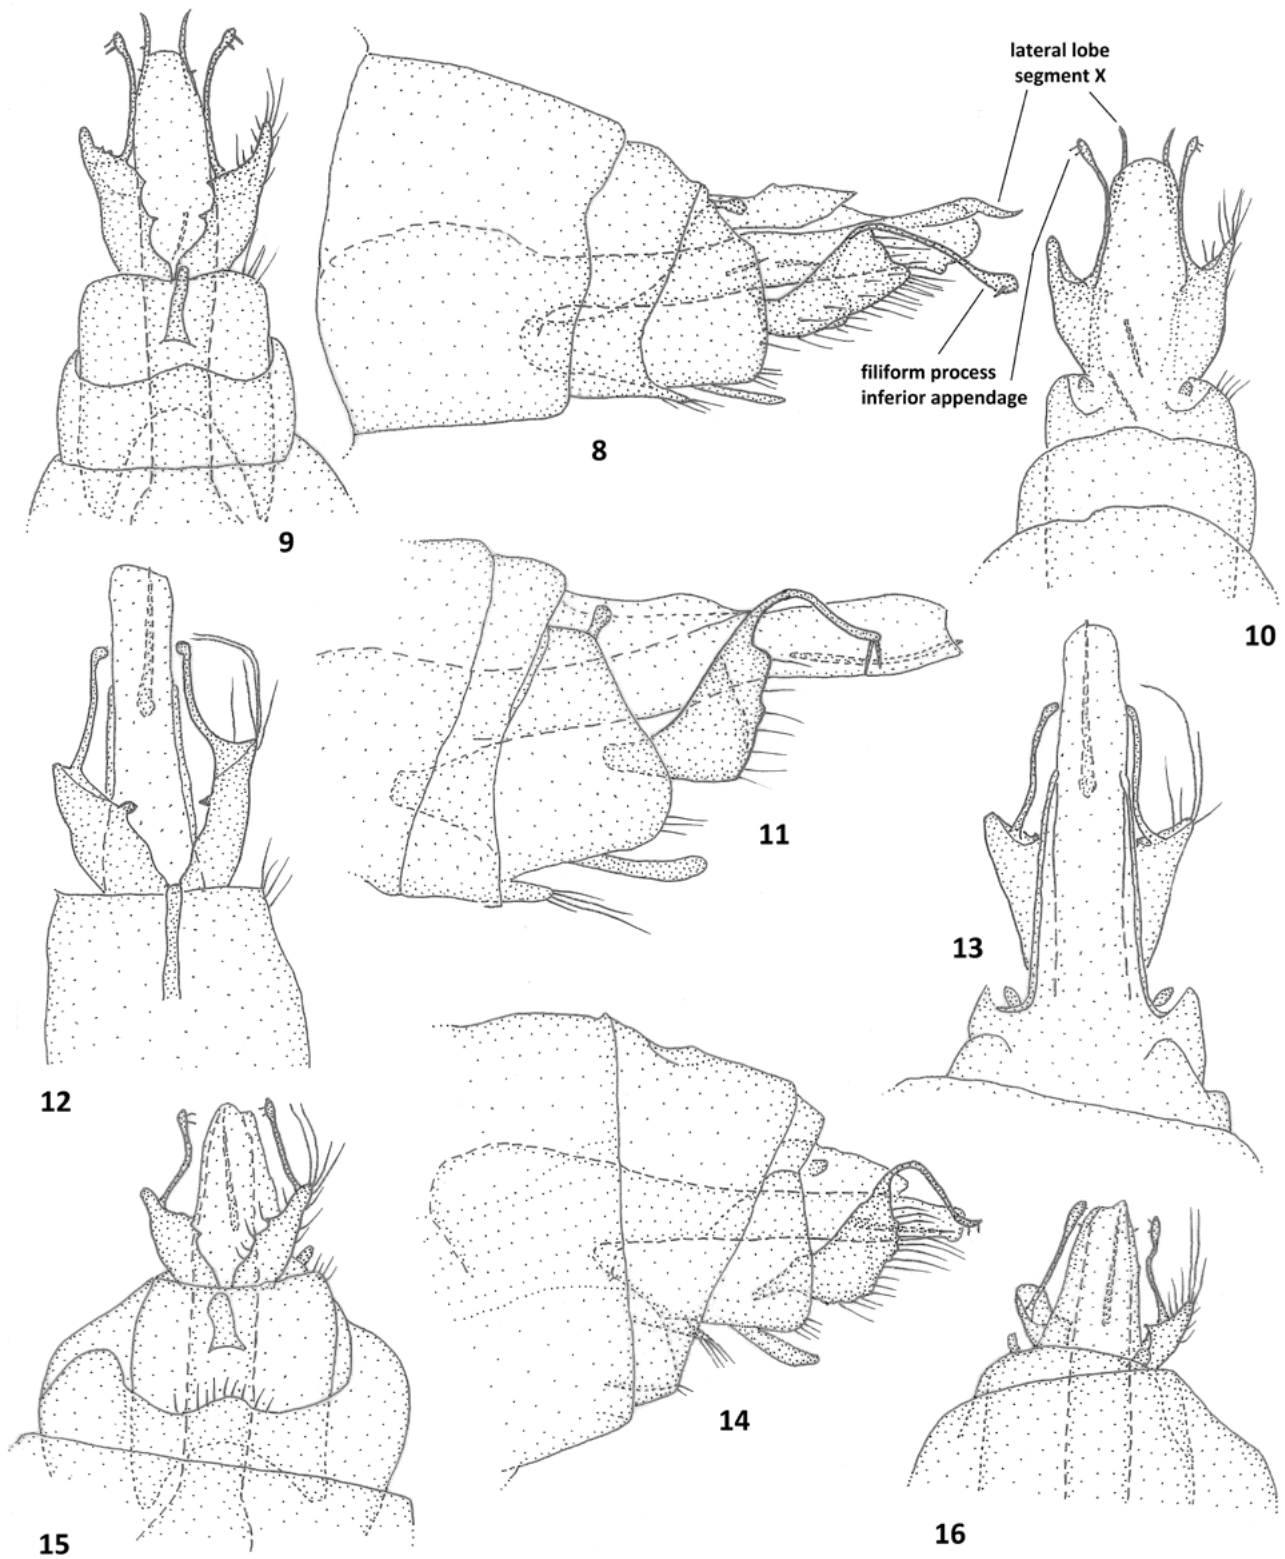 lateral lobe
segment X
filiform process
inferior appendage
8
9
10
11
12
13
14
15
16